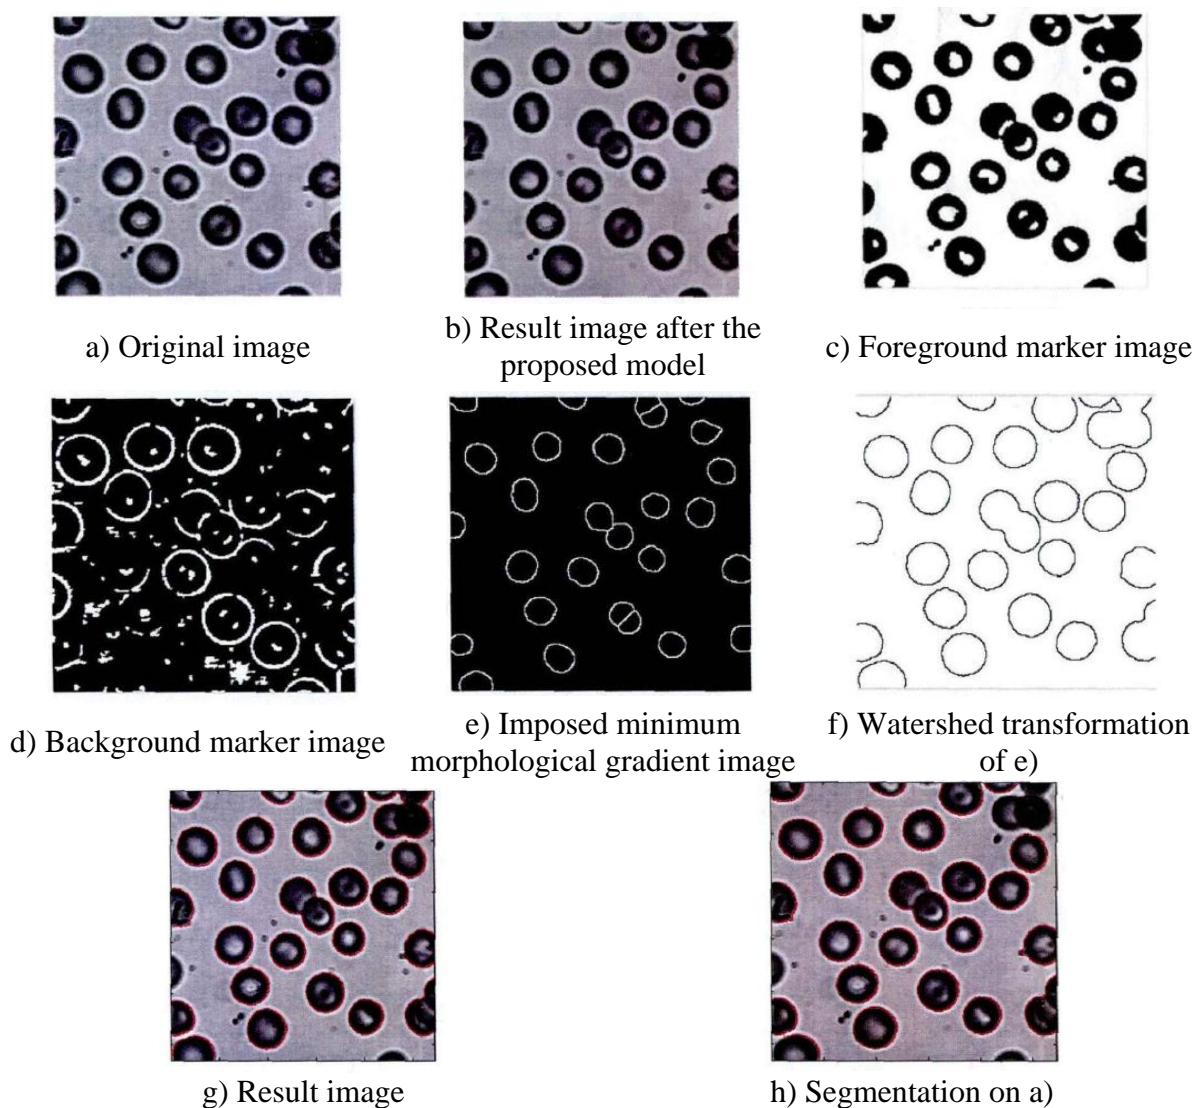 a) Original image
b) Result image after the
proposed model
c) Foreground marker image
d) Background marker image
e) Imposed minimum
morphological gradient image
f) Watershed transformation
of e)
g) Result image
h) Segmentation on a)